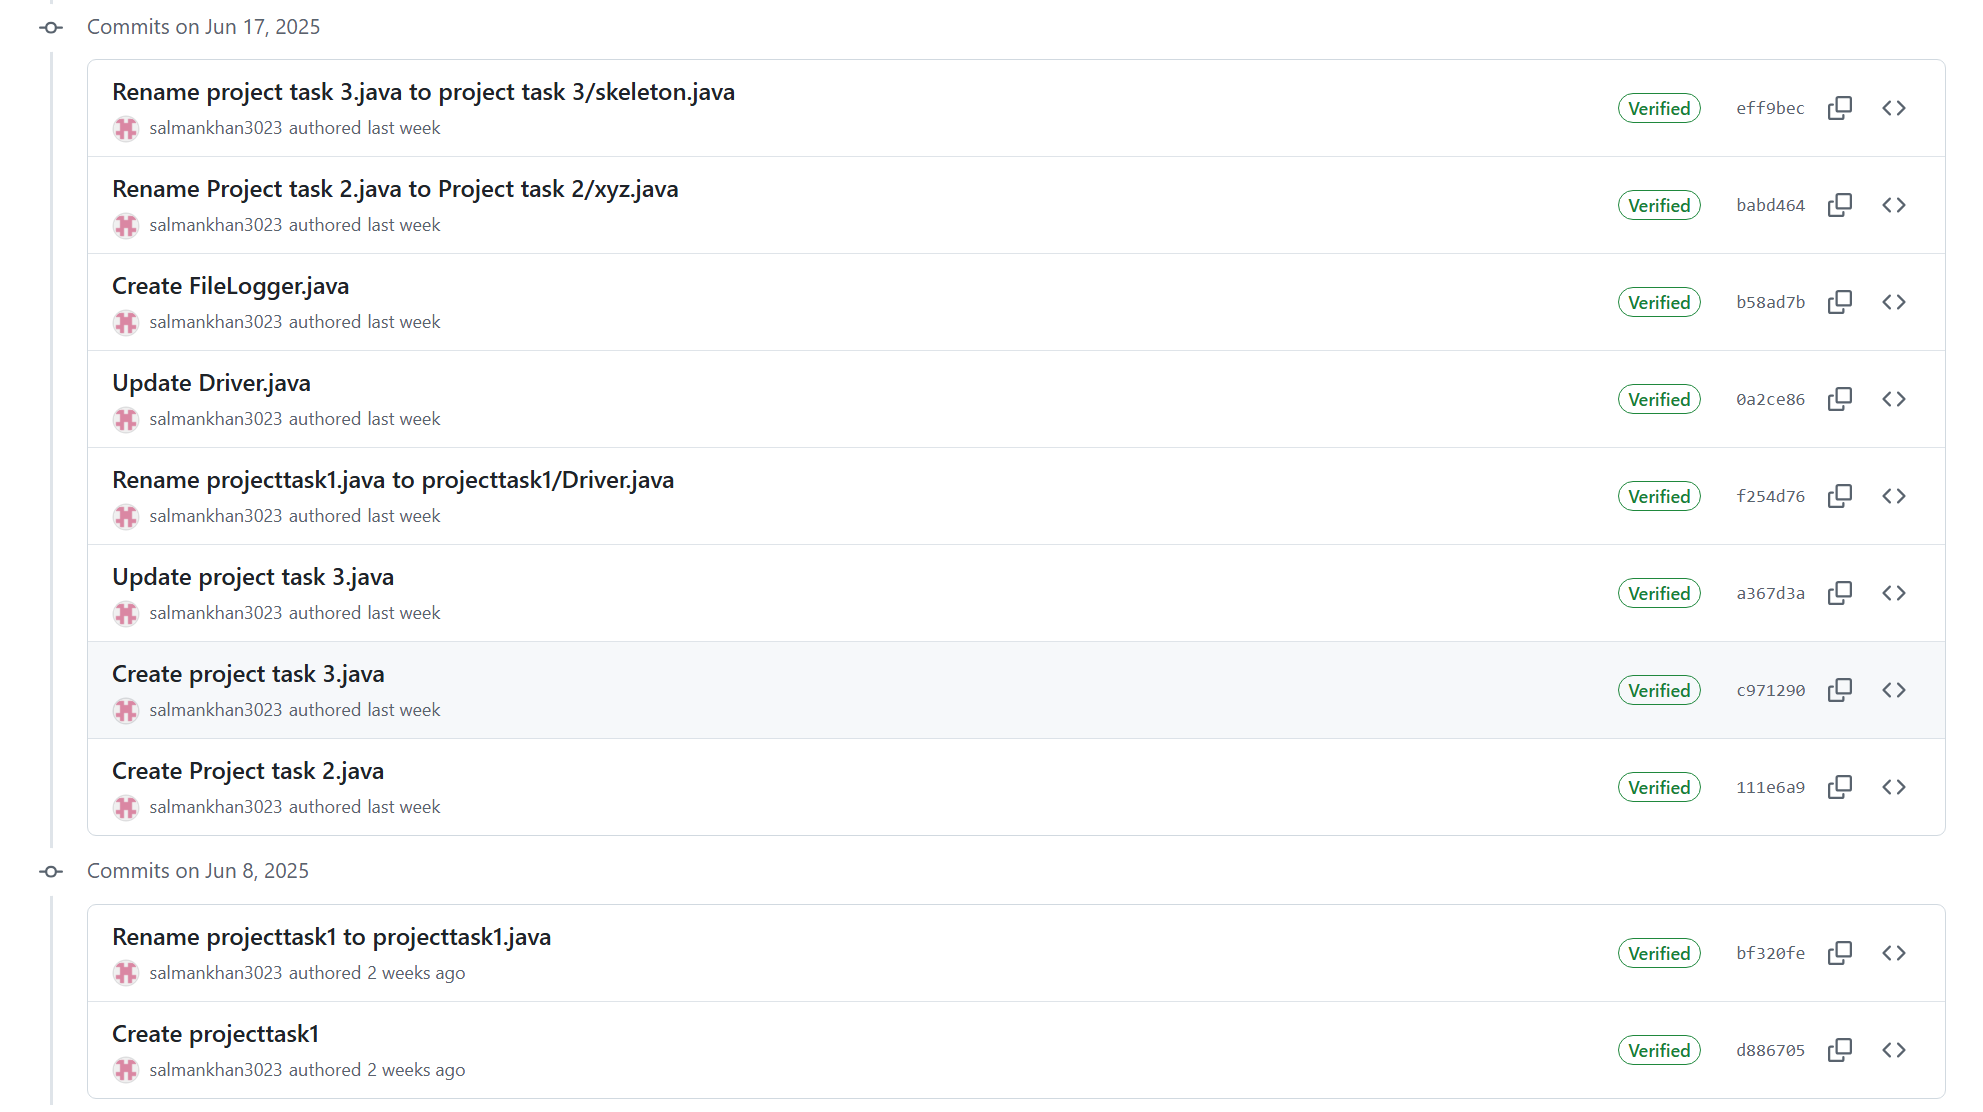 Commits on Jun 17, 2025
Rename project task 3.java to project task 3/skeleton.java
salmankhan3023 authored last week
Verified
eff9bec
Rename Project task 2.java to Project task 2/xyz.java
salmankhan3023 authored last week
Verified
babd464
Create FileLogger.java
salmankhan3023 authored last week
Verified
b58ad7b
Update Driver.java
salmankhan3023 authored last week
Verified
0a2ce86
Rename projecttask1.java to projecttask1/Driver.java
salmankhan3023 authored last week
Verified
f254d76
Update project task 3.java
salmankhan3023 authored last week
Verified
a367d3a
Create project task 3.java
salmankhan3023 authored last week
Verified
c971290
Create Project task 2.java
salmankhan3023 authored last week
Verified
111e6a9
Commits on Jun 8, 2025
Rename projecttask1 to projecttask1.java
salmankhan3023 authored 2 weeks ago
Verified
bf320fe
Create projecttask1
salmankhan3023 authored 2 weeks ago
Verified
d886705